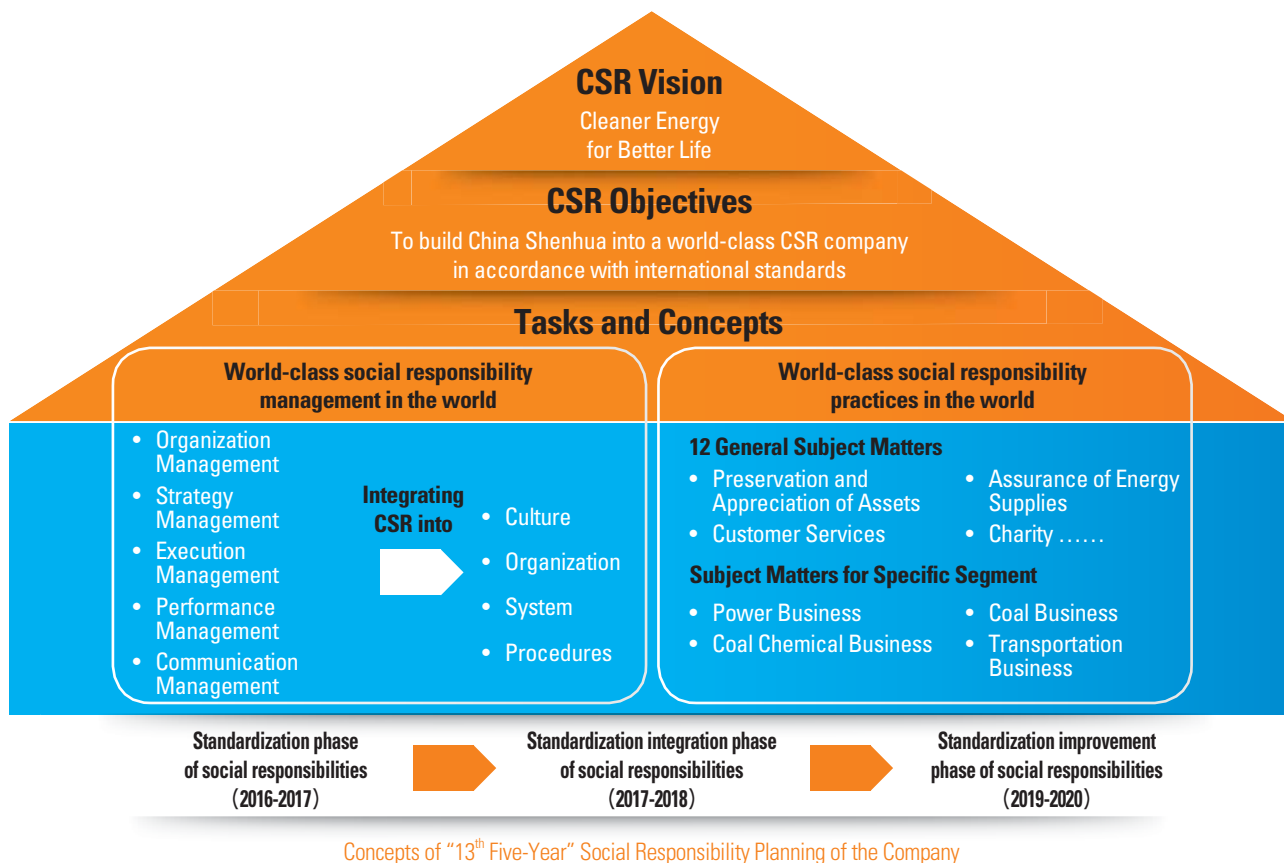 CSR Vision
Cleaner Energy
for Better Life
CSR Objectives
To build China Shenhua into a world-class CSR company
in accordance with international standards
Tasks and Concepts
World-class social responsibility
management in the world
• Organization
Management
• Strategy
Management
• Execution
Management
• Performance
Management
• Communication
Management
Integrating
CSR into
• Culture
• Organization
• System
• Procedures
World-class social responsibility
practices in the world
12 General Subject Matters
• Preservation and
Appreciation of Assets
• Customer Services
• Assurance of Energy
Supplies
• Charity ……
Subject Matters for Specific Segment
• Power Business
• Coal Chemical Business
• Coal Business
• Transportation
Business
Standardization phase
of social responsibilities
(2016-2017)
Standardization integration phase
of social responsibilities
(2017-2018)
Standardization improvement
phase of social responsibilities
(2019-2020)
Concepts of “13th Five-Year” Social Responsibility Planning of the Company